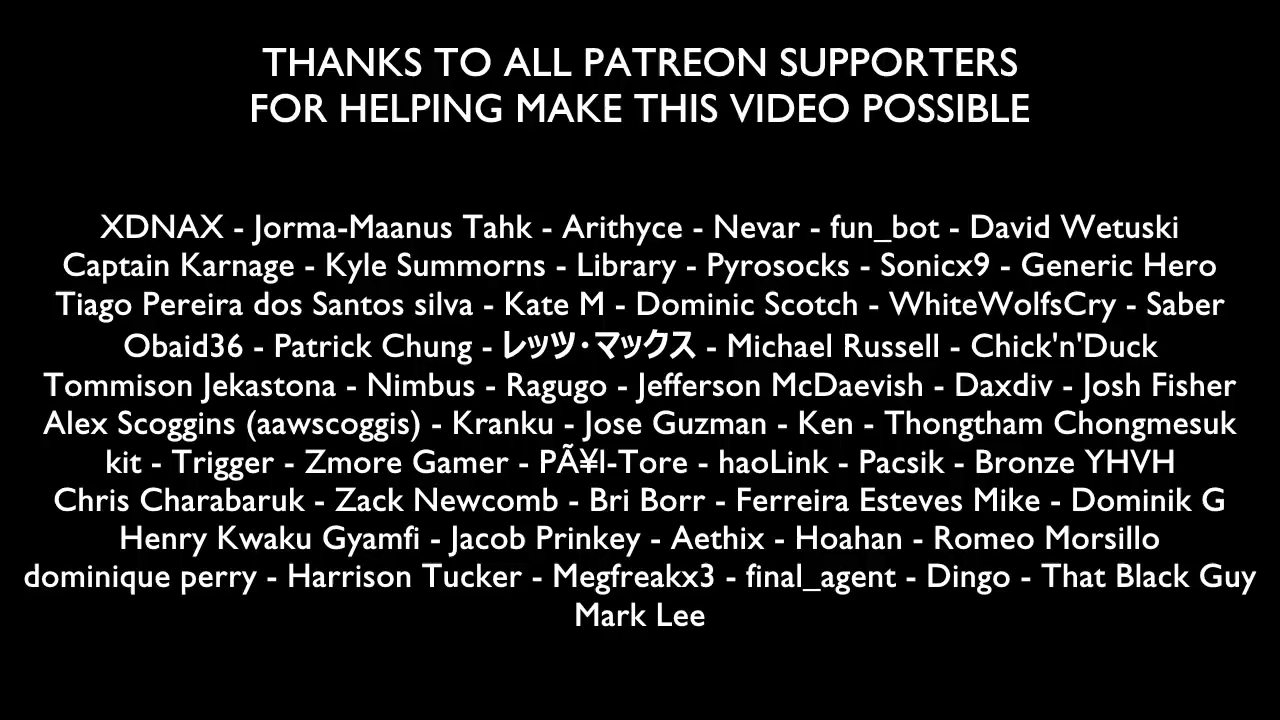 THANKS TO ALL PATREON SUPPORTERS
FOR HELPING MAKE THIS VIDEO POSSIBLE
XDNAX - Jorma-Maanus Tahk - Arithyce - Nevar - fun_bot - David Wetuski
Captain Karnage - Kyle Summorns - Library - Pyrosocks - Sonicx9 - Generic Hero
Tiago Pereira dos Santos silva - Kate M - Dominic Scotch - WhiteWolfsCry - Saber
Obaid36 - Patrick Chung - レッツ・マックス - Michael Russell - Chick'n'Duck
Tommison Jekastona - Nimbus - Ragugo - Jefferson McDaevish - Daxdiv - Josh Fisher
Alex Scoggins (aawscoggis) - Kranku - Jose Guzman - Ken - Thongtham Chongmesuk
kit - Trigger - Zmore Gamer - PÃ¥l-Tore - haoLink - Pacsik - Bronze YHVH
Chris Charabaruk - Zack Newcomb - Bri Borr - Ferreira Esteves Mike - Dominik G
Henry Kwaku Gyamfi - Jacob Prinkey - Aethix - Hoahan - Romeo Morsillo
dominique perry - Harrison Tucker - Megfreakx3 - final_agent - Dingo - That Black Guy
Mark Lee